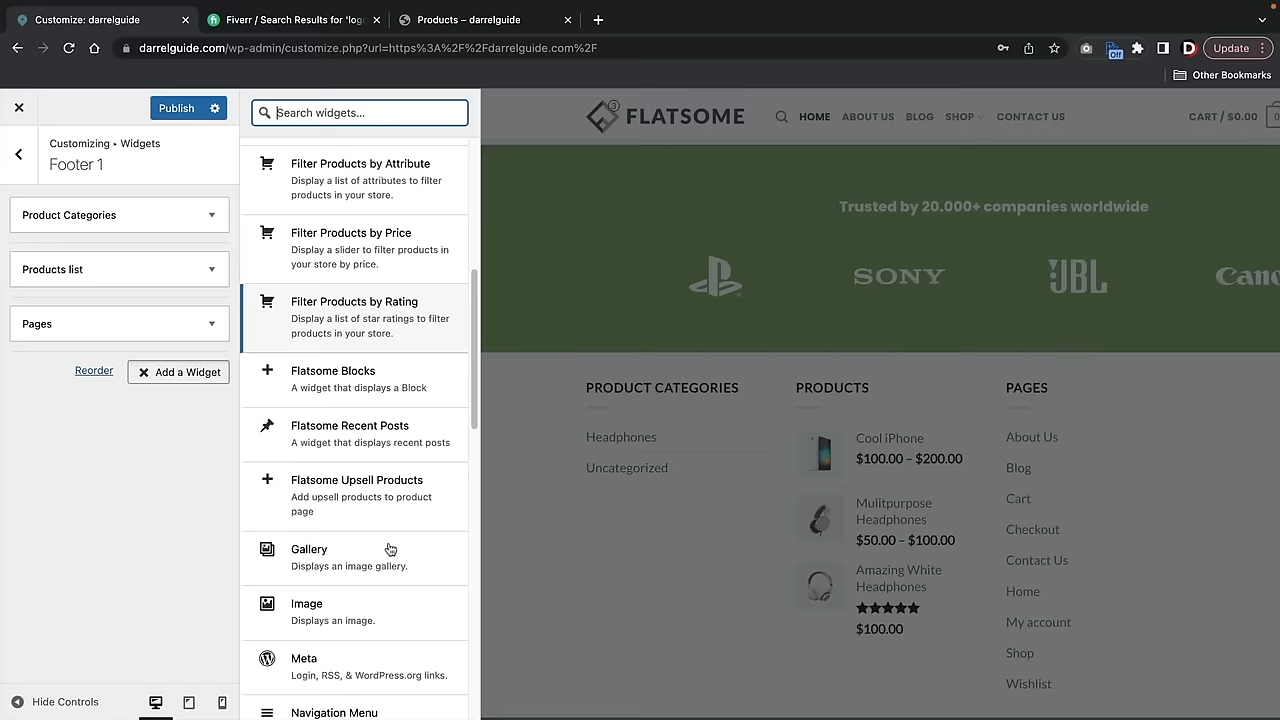 Customize: darrelguide
Fiverr / Search Results for 'logo
Products – darrelguide
darrelguide.com/wp-admin/customize.php?url=https%3A%2F%2Fdarrelguide.com%2F
Off
D
Update
Other Bookmarks
Publish
Customizing ▸ Widgets
Footer 1
Product Categories
Products list
Pages
Reorder
Add a Widget
Hide Controls
Search widgets...
Filter Products by Attribute
Display a list of attributes to filter
products in your store.
Filter Products by Price
Display a slider to filter products in
your store by price.
Filter Products by Rating
Display a list of star ratings to filter
products in your store.
Flatsome Blocks
A widget that displays a Block
Flatsome Recent Posts
A widget that displays recent posts
Flatsome Upsell Products
Add upsell products to product
page
Gallery
Displays an image gallery.
Image
Displays an image.
Meta
Login, RSS, & WordPress.org links.
Navigation Menu
3
FLATSOME
HOME
ABOUT US
BLOG
SHOP
CONTACT US
CART / $0.00
0
Trusted by 20.000+ companies worldwide
SONY
JBL
Cano
PRODUCT CATEGORIES
Headphones
Uncategorized
PRODUCTS
Cool iPhone
$100.00 – $200.00
Mulitpurpose
Headphones
$50.00 – $100.00
Amazing White
Headphones
★★★★★
$100.00
PAGES
About Us
Blog
Cart
Checkout
Contact Us
Home
My account
Shop
Wishlist